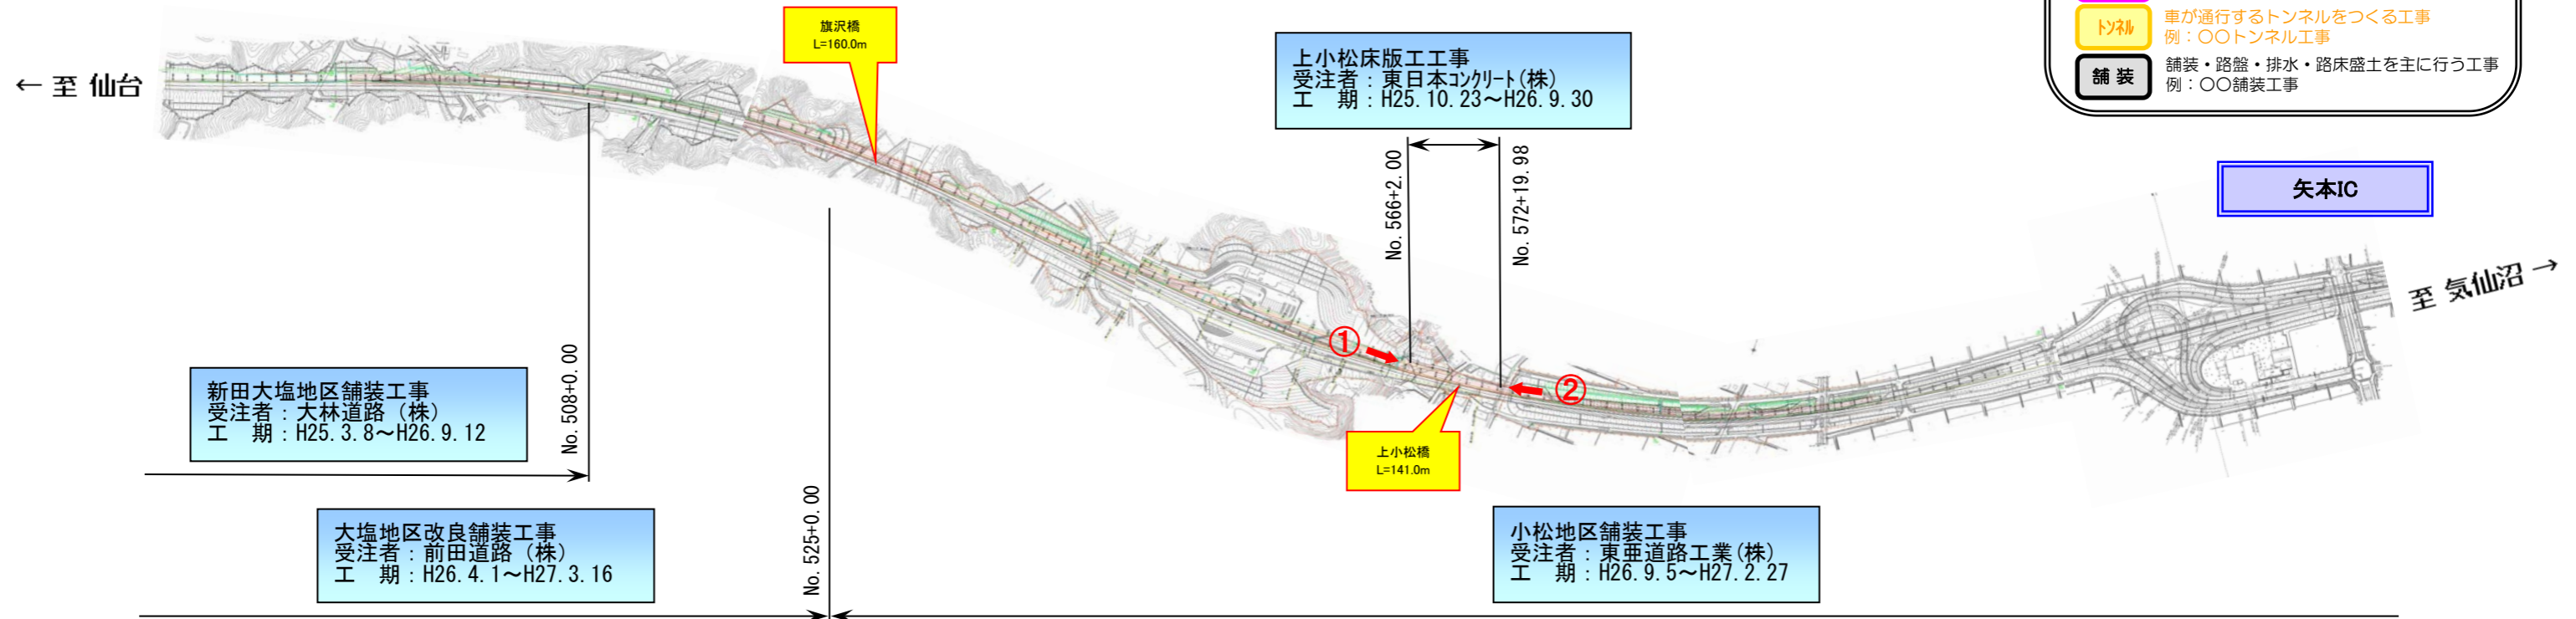 トンネル
車が通行するトンネルをつくる工事
例：〇〇トンネル工事
舗 装
舗装・路盤・排水・路床盛土を主に行う工事
例：〇〇舗装工事
旗沢橋
L=160.0m
上小松床版工工事
受注者：東日本コンクリート(株)
工　期：H25.10.23～H26.9.30
← 至 仙台
No.566+2.00
No.572+19.98
矢本IC
至 気仙沼 →
①
②
新田大塩地区舗装工事
受注者：大林道路（株）
工　期：H25.3.8～H26.9.12
No.508+0.00
上小松橋
L=141.0m
大塩地区改良舗装工事
受注者：前田道路（株）
工　期：H26.4.1～H27.3.16
No.525+0.00
小松地区舗装工事
受注者：東亜道路工業(株)
工　期：H26.9.5～H27.2.27